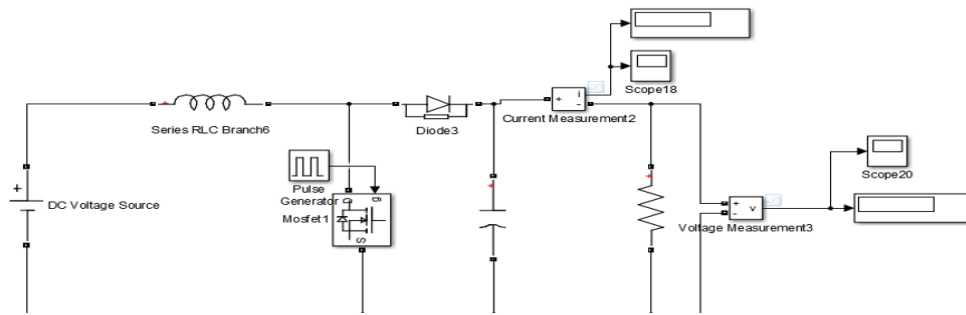 Scope18
Series RLC Branch6
Diode3
Current Measurement2
Scope20
+
DC Voltage Source
Pulse
Generator
Mosfet1
D
g
S
+
i
-
+
-
v
Voltage Measurement3